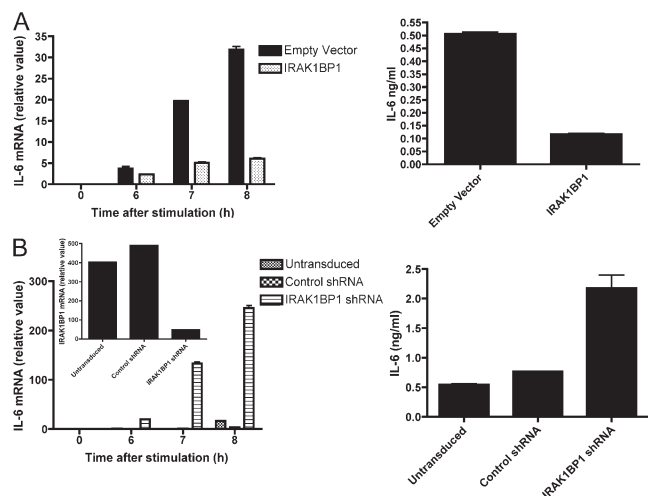 A
IL-6 mRNA (relative value)
35
30
25
20
15
10
5
0
0 6 7 8
Time after stimulation (h)
Empty Vector
IRAK1BP1
IL-6 ng/ml
0.55
0.50
0.45
0.40
0.35
0.30
0.25
0.20
0.15
0.10
0.05
0.00
Empty Vector
IRAK1BP1
B
IL-6 mRNA (relative value)
300
200
100
0
0 6 7 8
Time after stimulation (h)
IRAK1BP1 mRNA (relative value)
500
400
300
200
100
0
Untransduced
Control shRNA
IRAK1BP1 shRNA
Untransduced
Control shRNA
IRAK1BP1 shRNA
IL-6 (ng/ml)
2.5
2.0
1.5
1.0
0.5
0.0
Untransduced
Control shRNA
IRAK1BP1 shRNA